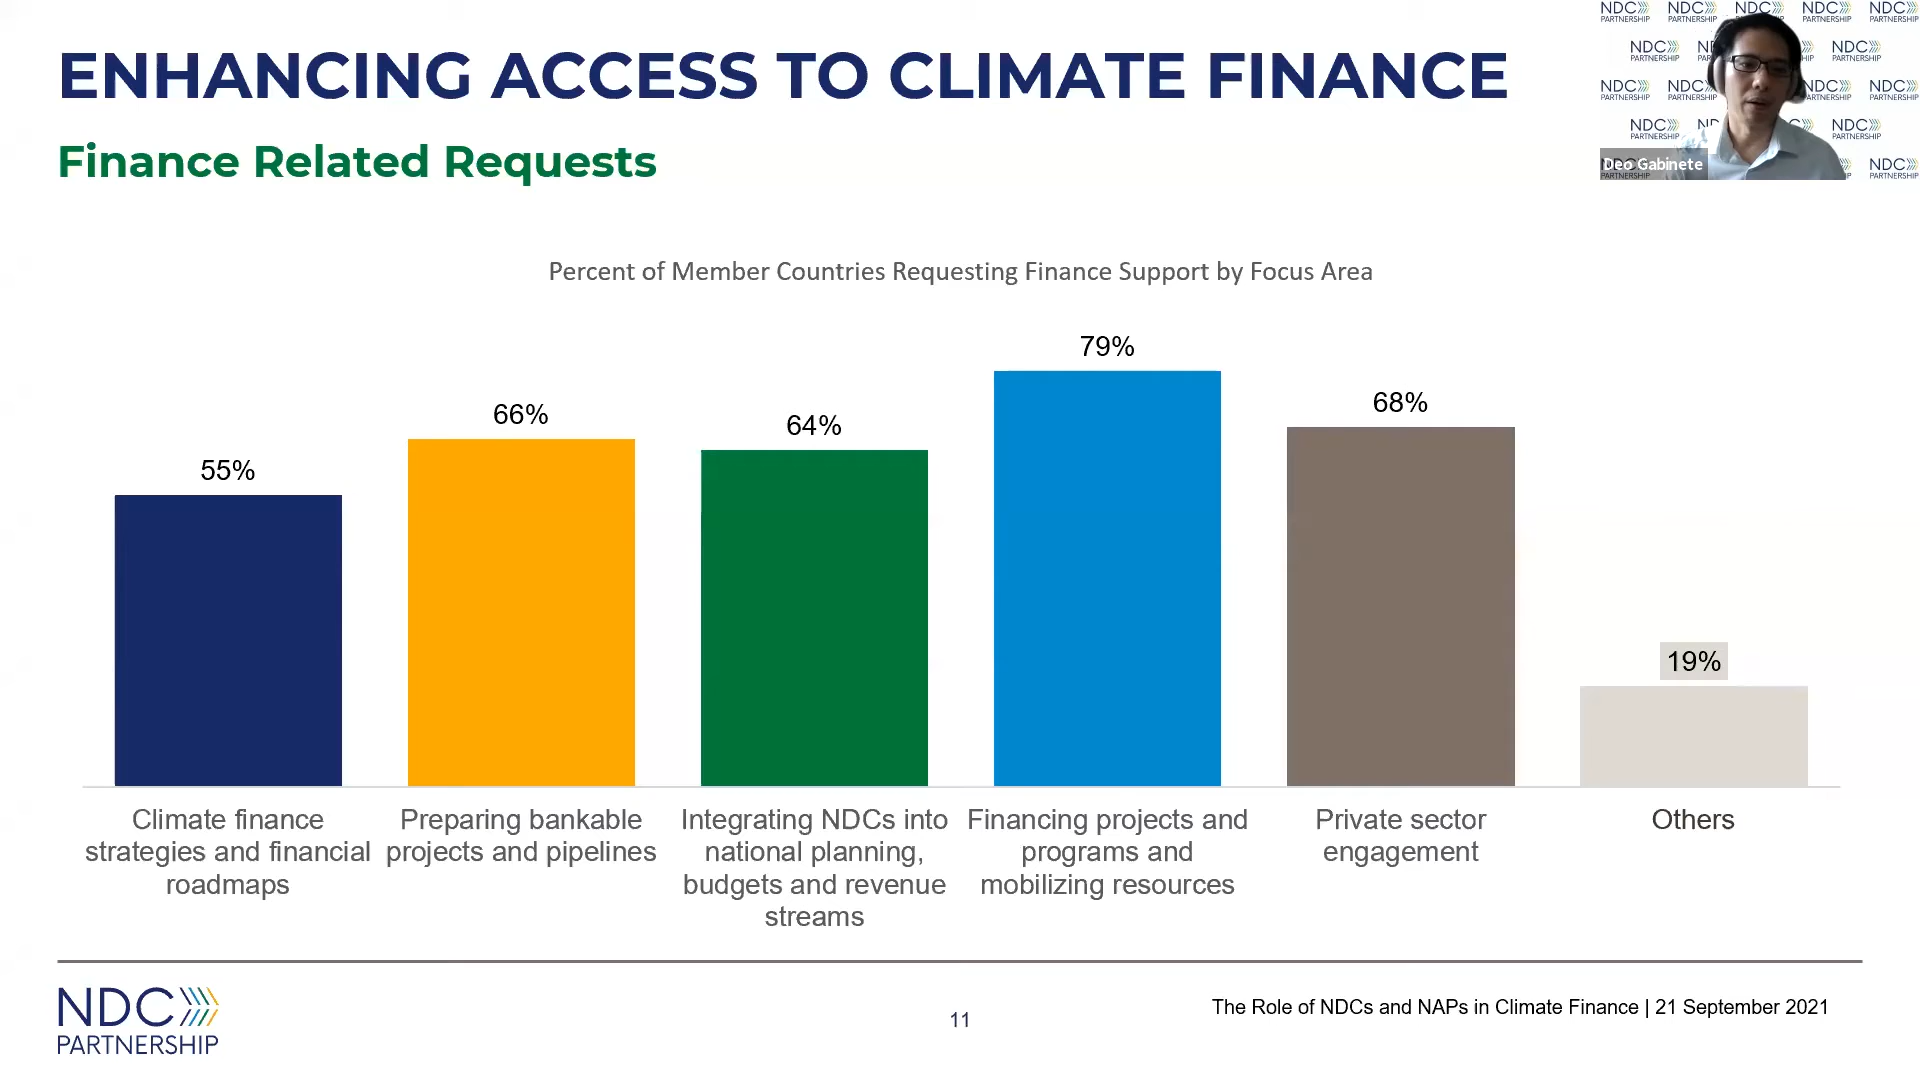 ENHANCING ACCESS TO CLIMATE FINANCE
Finance Related Requests
NDC PARTNERSHIP
Deo Gabinete
Percent of Member Countries Requesting Finance Support by Focus Area
55%
66%
64%
79%
68%
19%
Climate finance
strategies and financial
roadmaps
Preparing bankable
projects and pipelines
Integrating NDCs into
national planning,
budgets and revenue
streams
Financing projects and
programs and
mobilizing resources
Private sector
engagement
Others
NDC
PARTNERSHIP
11
The Role of NDCs and NAPs in Climate Finance | 21 September 2021